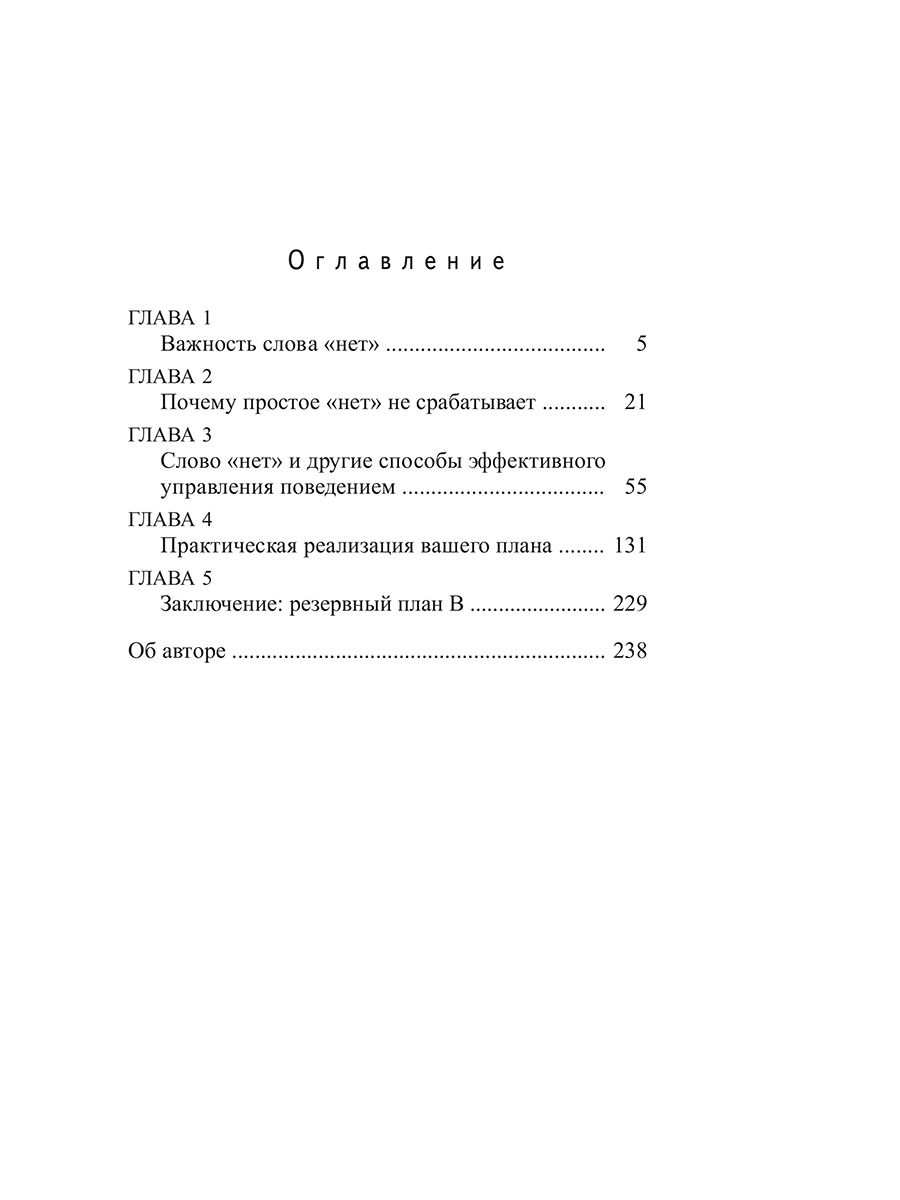 Оглавление
ГЛАВА 1
Важность слова «нет» ...................................... 5
ГЛАВА 2
Почему простое «нет» не срабатывает ........... 21
ГЛАВА 3
Слово «нет» и другие способы эффективного
управления поведением ................................... 55
ГЛАВА 4
Практическая реализация вашего плана ........ 131
ГЛАВА 5
Заключение: резервный план В ........................ 229
Об авторе ................................................................. 238